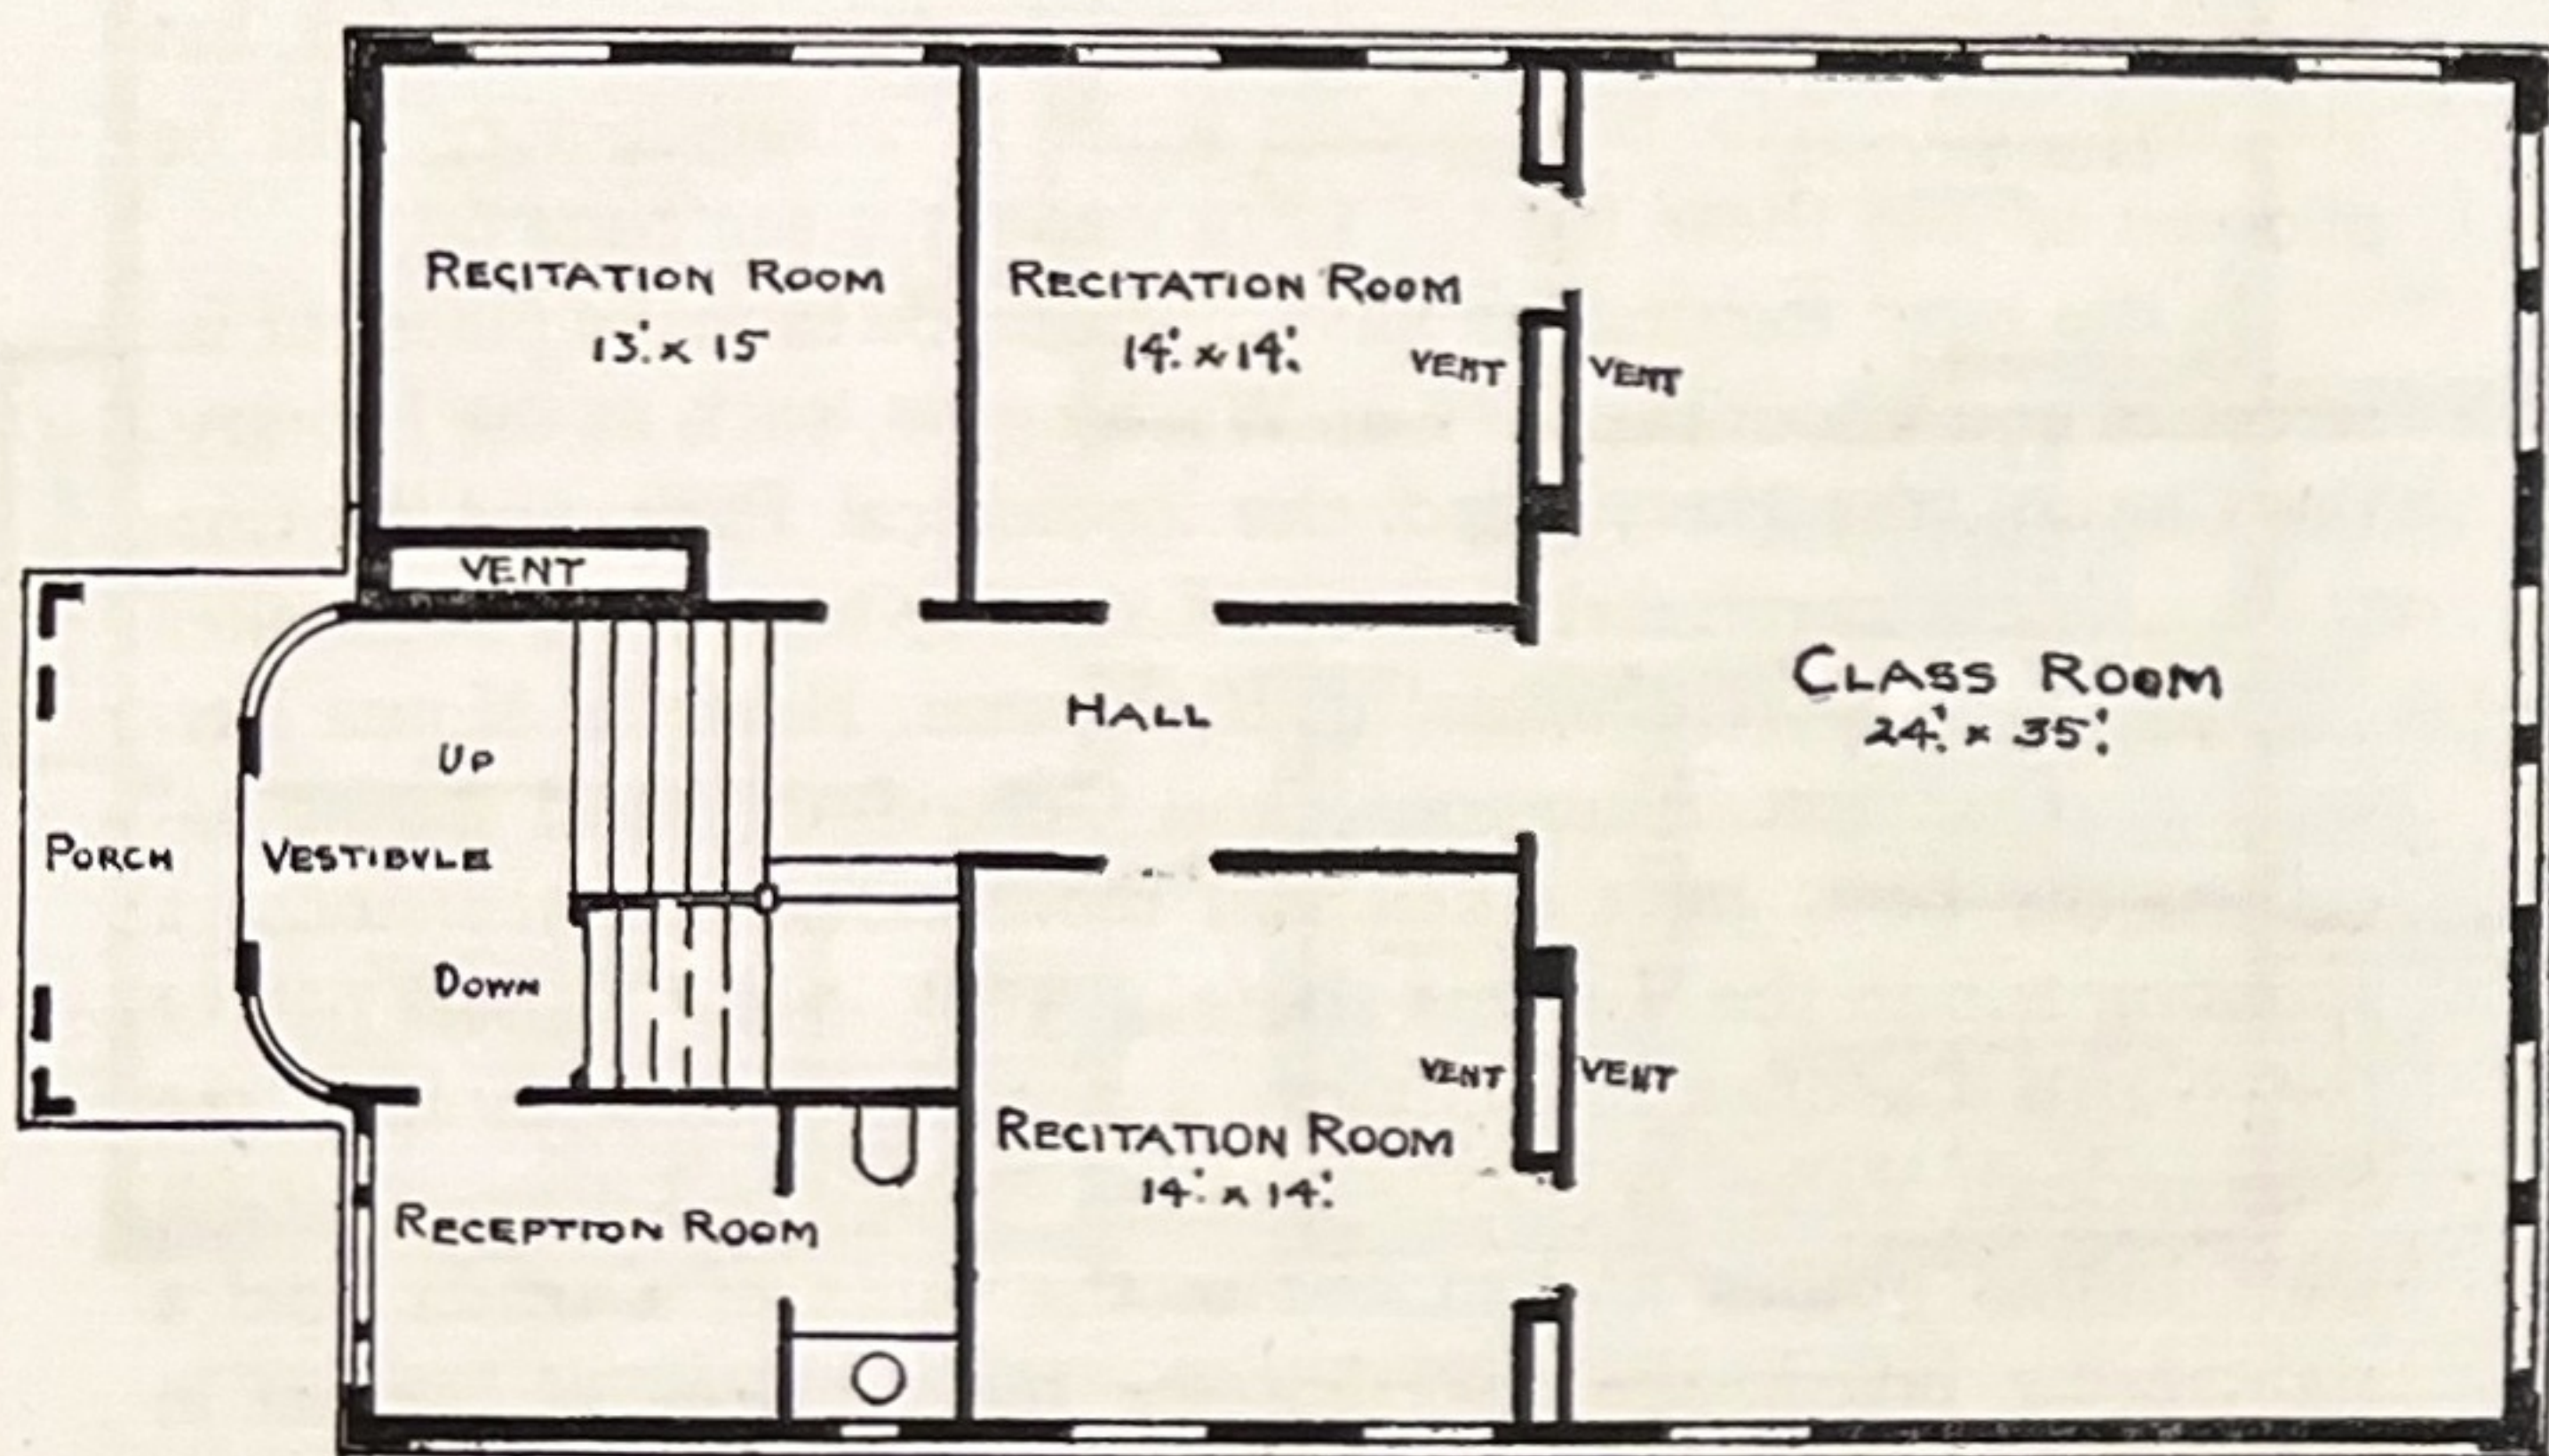 RECITATION ROOM
13'. x 15
RECITATION ROOM
14'. x 14'.
VENT
VENT
VENT
CLASS ROOM
24'. x 35'.
HALL
UP
PORCH
VESTIBVLE
DOWN
VENT
VENT
RECITATION ROOM
14'. x 14'.
RECEPTION ROOM